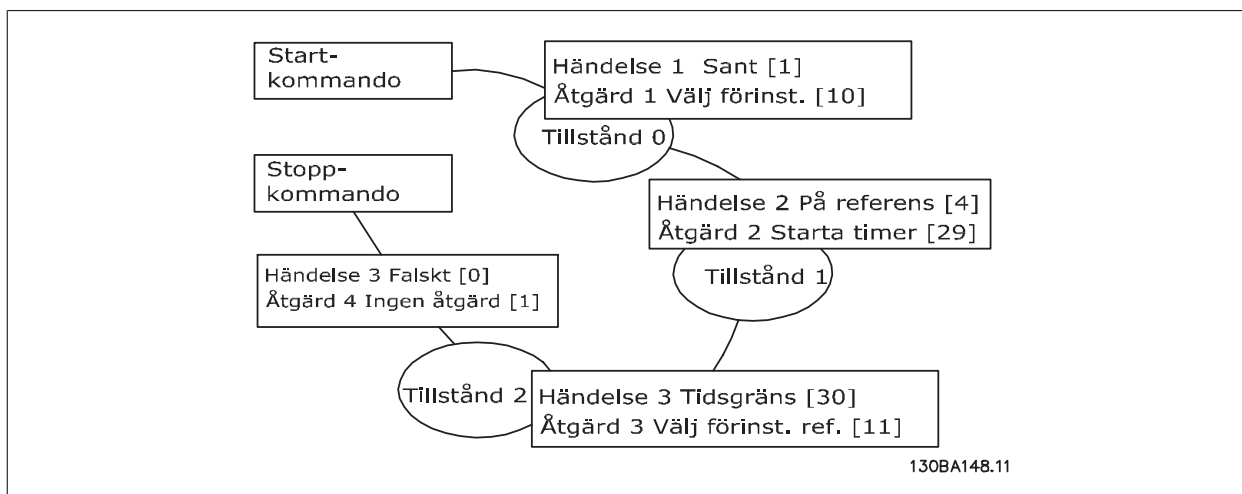 Start-
kommando
Händelse 1  Sant [1]
Åtgärd 1 Välj förinst. [10]
Tillstånd 0
Stopp-
kommando
Händelse 2 På referens [4]
Åtgärd 2 Starta timer [29]
Tillstånd 1
Händelse 3 Falskt [0]
Åtgärd 4 Ingen åtgärd [1]
Tillstånd 2
Händelse 3 Tidsgräns [30]
Åtgärd 3 Välj förinst. ref. [11]
130BA148.11